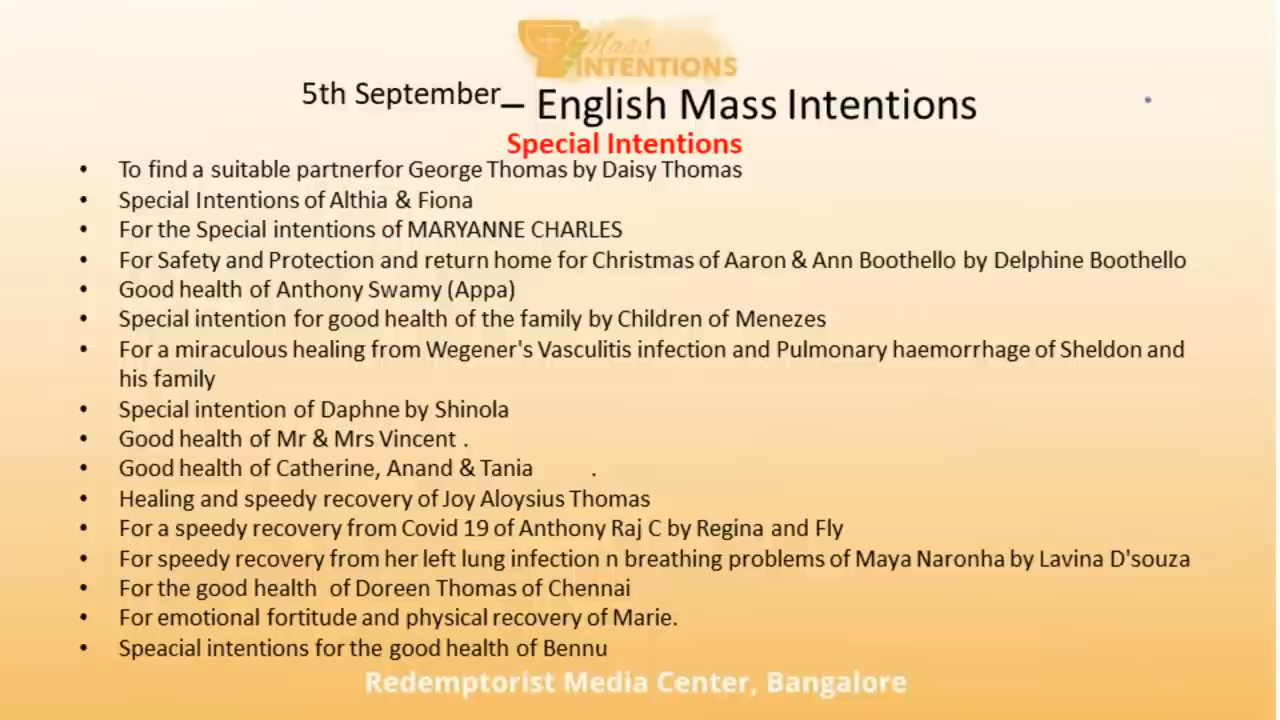 Mass
INTENTIONS
5th September – English Mass Intentions
Special Intentions
• To find a suitable partnerfor George Thomas by Daisy Thomas
• Special Intentions of Althia & Fiona
• For the Special intentions of MARYANNE CHARLES
• For Safety and Protection and return home for Christmas of Aaron & Ann Boothello by Delphine Boothello
• Good health of Anthony Swamy (Appa)
• Special intention for good health of the family by Children of Menezes
• For a miraculous healing from Wegener's Vasculitis infection and Pulmonary haemorrhage of Sheldon and
his family
• Special intention of Daphne by Shinola
• Good health of Mr & Mrs Vincent .
• Good health of Catherine, Anand & Tania .
• Healing and speedy recovery of Joy Aloysius Thomas
• For a speedy recovery from Covid 19 of Anthony Raj C by Regina and Fly
• For speedy recovery from her left lung infection n breathing problems of Maya Naronha by Lavina D'souza
• For the good health  of Doreen Thomas of Chennai
• For emotional fortitude and physical recovery of Marie.
• Speacial intentions for the good health of Bennu
Redemptorist Media Center, Bangalore